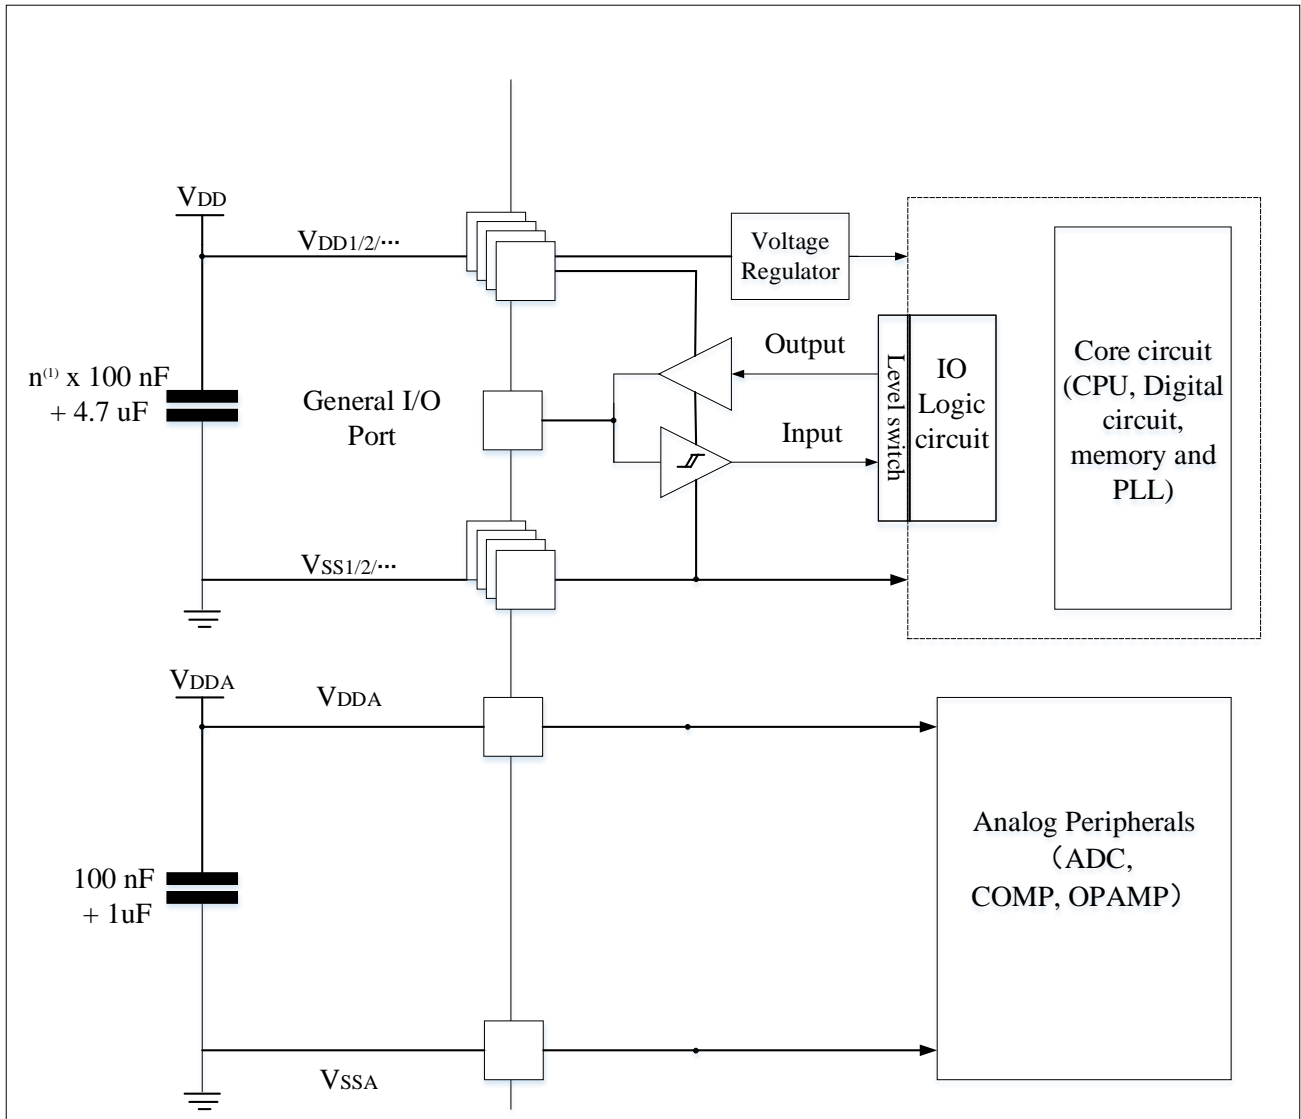 VDD
VDD1/2/···
Voltage
Regulator
n(1) x 100 nF
+ 4.7 uF
General I/O
Port
Output
Input
Level switch
IO
Logic
circuit
Core circuit
(CPU, Digital
circuit,
memory and
PLL)
VSS1/2/···
VDDA
VDDA
100 nF
+ 1uF
Analog Peripherals
（ADC,
COMP, OPAMP）
VSSA